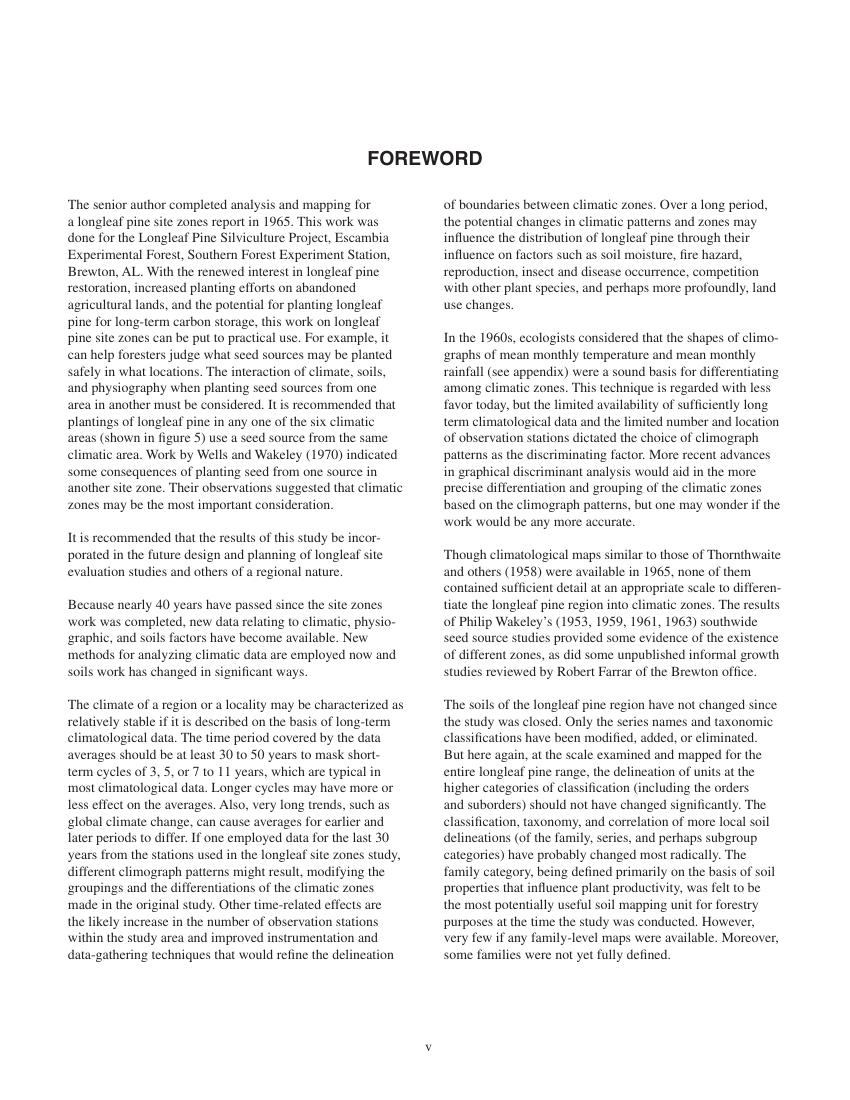 FOREWORD
The senior author completed analysis and mapping for
a longleaf pine site zones report in 1965. This work was
done for the Longleaf Pine Silviculture Project, Escambia
Experimental Forest, Southern Forest Experiment Station,
Brewton, AL. With the renewed interest in longleaf pine
restoration, increased planting efforts on abandoned
agricultural lands, and the potential for planting longleaf
pine for long-term carbon storage, this work on longleaf
pine site zones can be put to practical use. For example, it
can help foresters judge what seed sources may be planted
safely in what locations. The interaction of climate, soils,
and physiography when planting seed sources from one
area in another must be considered. It is recommended that
plantings of longleaf pine in any one of the six climatic
areas (shown in figure 5) use a seed source from the same
climatic area. Work by Wells and Wakeley (1970) indicated
some consequences of planting seed from one source in
another site zone. Their observations suggested that climatic
zones may be the most important consideration.
It is recommended that the results of this study be incor-
porated in the future design and planning of longleaf site
evaluation studies and others of a regional nature.
Because nearly 40 years have passed since the site zones
work was completed, new data relating to climatic, physio-
graphic, and soils factors have become available. New
methods for analyzing climatic data are employed now and
soils work has changed in significant ways.
The climate of a region or a locality may be characterized as
relatively stable if it is described on the basis of long-term
climatological data. The time period covered by the data
averages should be at least 30 to 50 years to mask short-
term cycles of 3, 5, or 7 to 11 years, which are typical in
most climatological data. Longer cycles may have more or
less effect on the averages. Also, very long trends, such as
global climate change, can cause averages for earlier and
later periods to differ. If one employed data for the last 30
years from the stations used in the longleaf site zones study,
different climograph patterns might result, modifying the
groupings and the differentiations of the climatic zones
made in the original study. Other time-related effects are
the likely increase in the number of observation stations
within the study area and improved instrumentation and
data-gathering techniques that would refine the delineation
of boundaries between climatic zones. Over a long period,
the potential changes in climatic patterns and zones may
influence the distribution of longleaf pine through their
influence on factors such as soil moisture, fire hazard,
reproduction, insect and disease occurrence, competition
with other plant species, and perhaps more profoundly, land
use changes.
In the 1960s, ecologists considered that the shapes of climo-
graphs of mean monthly temperature and mean monthly
rainfall (see appendix) were a sound basis for differentiating
among climatic zones. This technique is regarded with less
favor today, but the limited availability of sufficiently long
term climatological data and the limited number and location
of observation stations dictated the choice of climograph
patterns as the discriminating factor. More recent advances
in graphical discriminant analysis would aid in the more
precise differentiation and grouping of the climatic zones
based on the climograph patterns, but one may wonder if the
work would be any more accurate.
Though climatological maps similar to those of Thornthwaite
and others (1958) were available in 1965, none of them
contained sufficient detail at an appropriate scale to differen-
tiate the longleaf pine region into climatic zones. The results
of Philip Wakeley's (1953, 1959, 1961, 1963) southwide
seed source studies provided some evidence of the existence
of different zones, as did some unpublished informal growth
studies reviewed by Robert Farrar of the Brewton office.
The soils of the longleaf pine region have not changed since
the study was closed. Only the series names and taxonomic
classifications have been modified, added, or eliminated.
But here again, at the scale examined and mapped for the
entire longleaf pine range, the delineation of units at the
higher categories of classification (including the orders
and suborders) should not have changed significantly. The
classification, taxonomy, and correlation of more local soil
delineations (of the family, series, and perhaps subgroup
categories) have probably changed most radically. The
family category, being defined primarily on the basis of soil
properties that influence plant productivity, was felt to be
the most potentially useful soil mapping unit for forestry
purposes at the time the study was conducted. However,
very few if any family-level maps were available. Moreover,
some families were not yet fully defined.
v